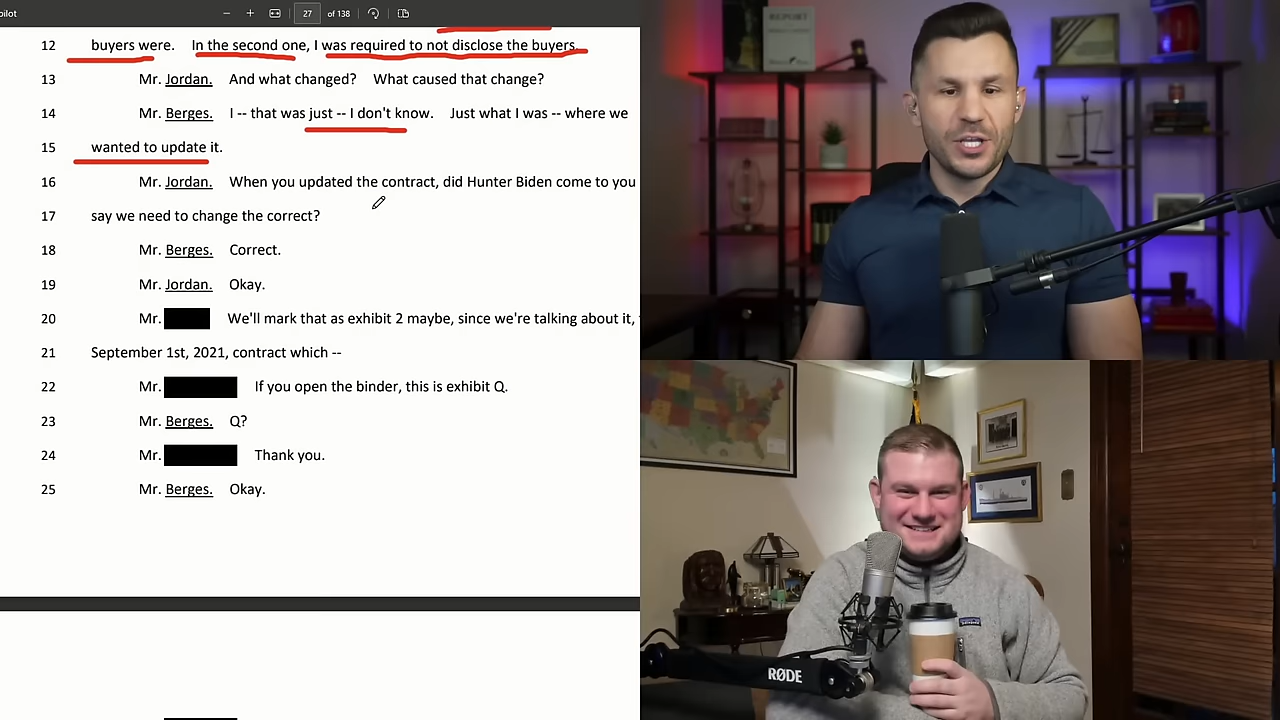 pilot
27 of 138
12 buyers were. In the second one, I was required to not disclose the buyers.
13 Mr. Jordan. And what changed? What caused that change?
14 Mr. Berges. I -- that was just -- I don't know. Just what I was -- where we
15 wanted to update it.
16 Mr. Jordan. When you updated the contract, did Hunter Biden come to you
17 say we need to change the correct?
18 Mr. Berges. Correct.
19 Mr. Jordan. Okay.
20 Mr. We'll mark that as exhibit 2 maybe, since we're talking about it,
21 September 1st, 2021, contract which --
22 Mr. If you open the binder, this is exhibit Q.
23 Mr. Berges. Q?
24 Mr. Thank you.
25 Mr. Berges. Okay.
REPORT
RØDE